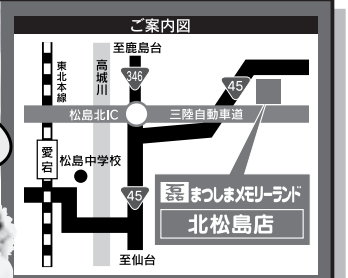 ご案内図
至鹿島台
東北本線
高城川
346
45
松島北IC
三陸自動車道
愛宕
松島中学校
45
磊 まつしまメモリーランド
北松島店
至仙台